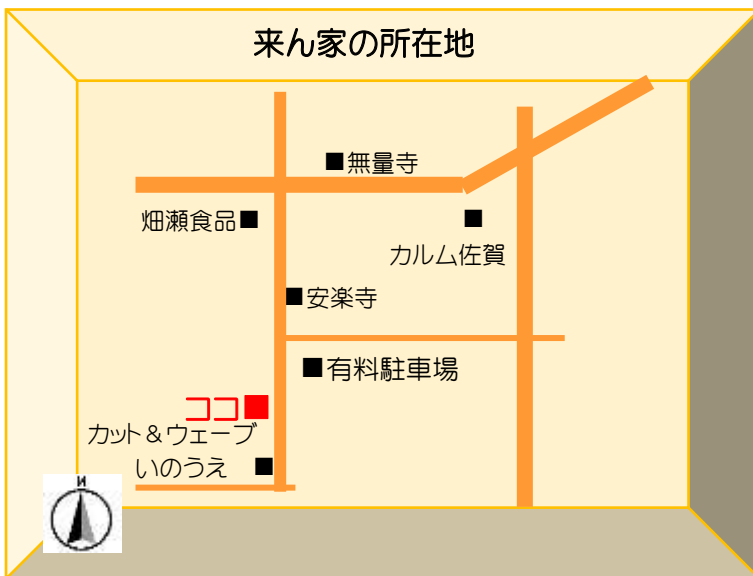 来ん家の所在地
■無量寺
畑瀬食品■
■
カルム佐賀
■安楽寺
■有料駐車場
ココ■
カット＆ウェーブ
いのうえ ■
N